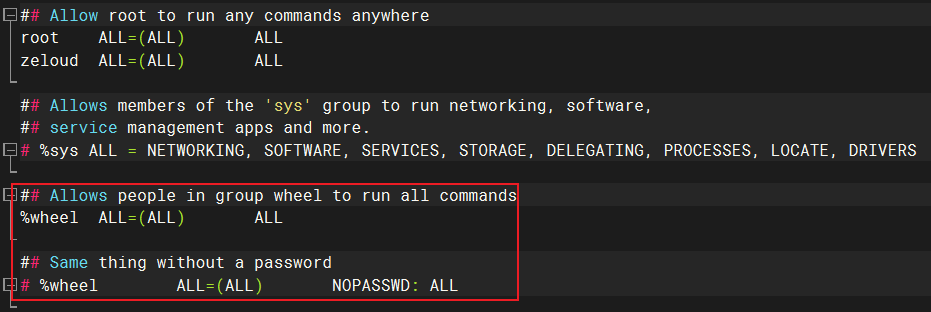 ## Allow root to run any commands anywhere
root    ALL=(ALL)       ALL
zeloud  ALL=(ALL)       ALL
## Allows members of the 'sys' group to run networking, software,
## service management apps and more.
# %sys ALL = NETWORKING, SOFTWARE, SERVICES, STORAGE, DELEGATING, PROCESSES, LOCATE, DRIVERS
## Allows people in group wheel to run all commands
%wheel  ALL=(ALL)       ALL
## Same thing without a password
# %wheel        ALL=(ALL)       NOPASSWD: ALL